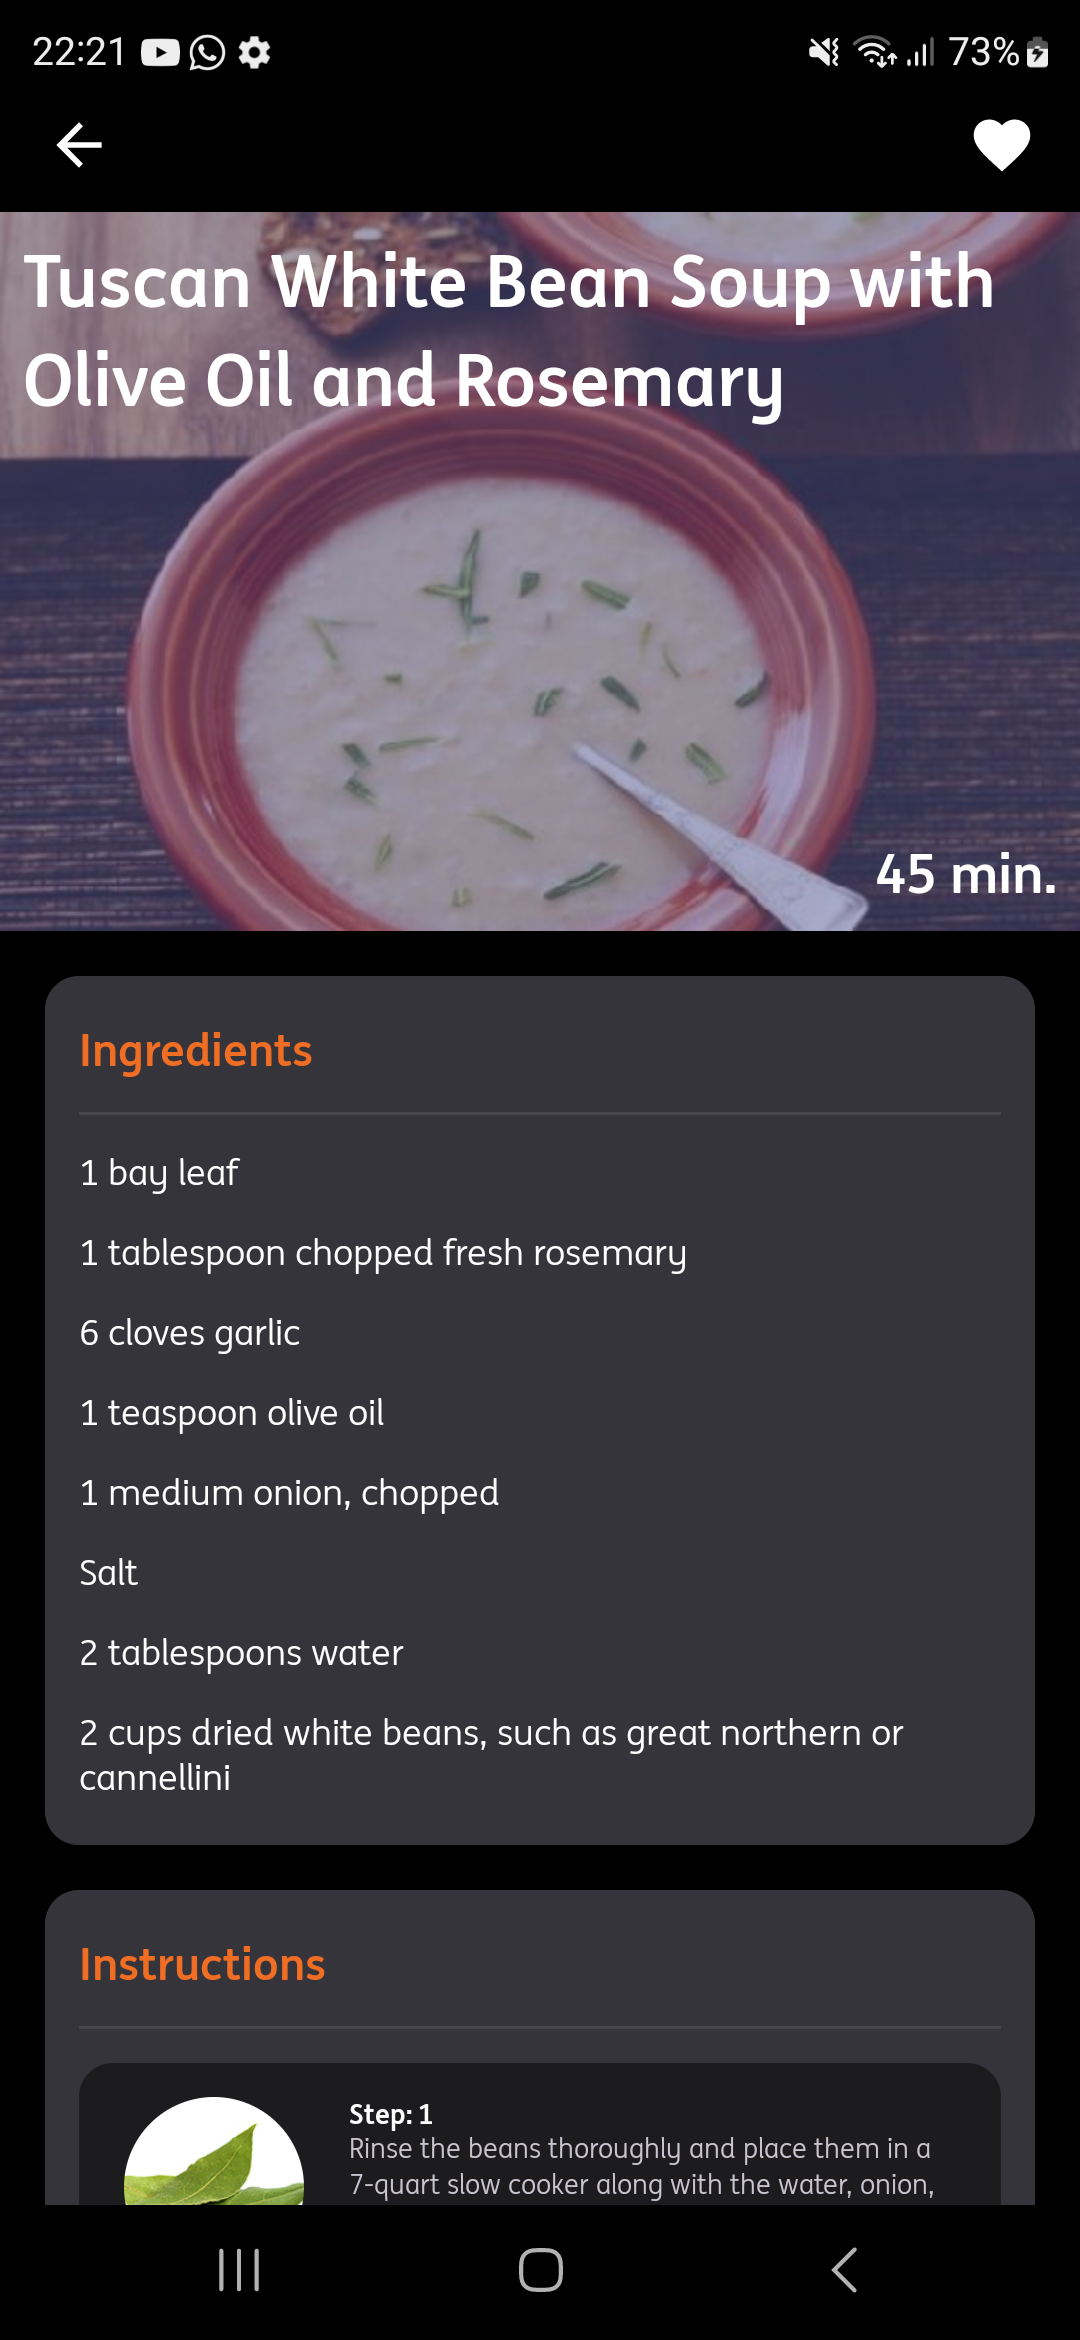 22:21
73%
Tuscan White Bean Soup with
Olive Oil and Rosemary
45 min.
Ingredients
1 bay leaf
1 tablespoon chopped fresh rosemary
6 cloves garlic
1 teaspoon olive oil
1 medium onion, chopped
Salt
2 tablespoons water
2 cups dried white beans, such as great northern or
cannellini
Instructions
Step: 1
Rinse the beans thoroughly and place them in a
7-quart slow cooker along with the water, onion,